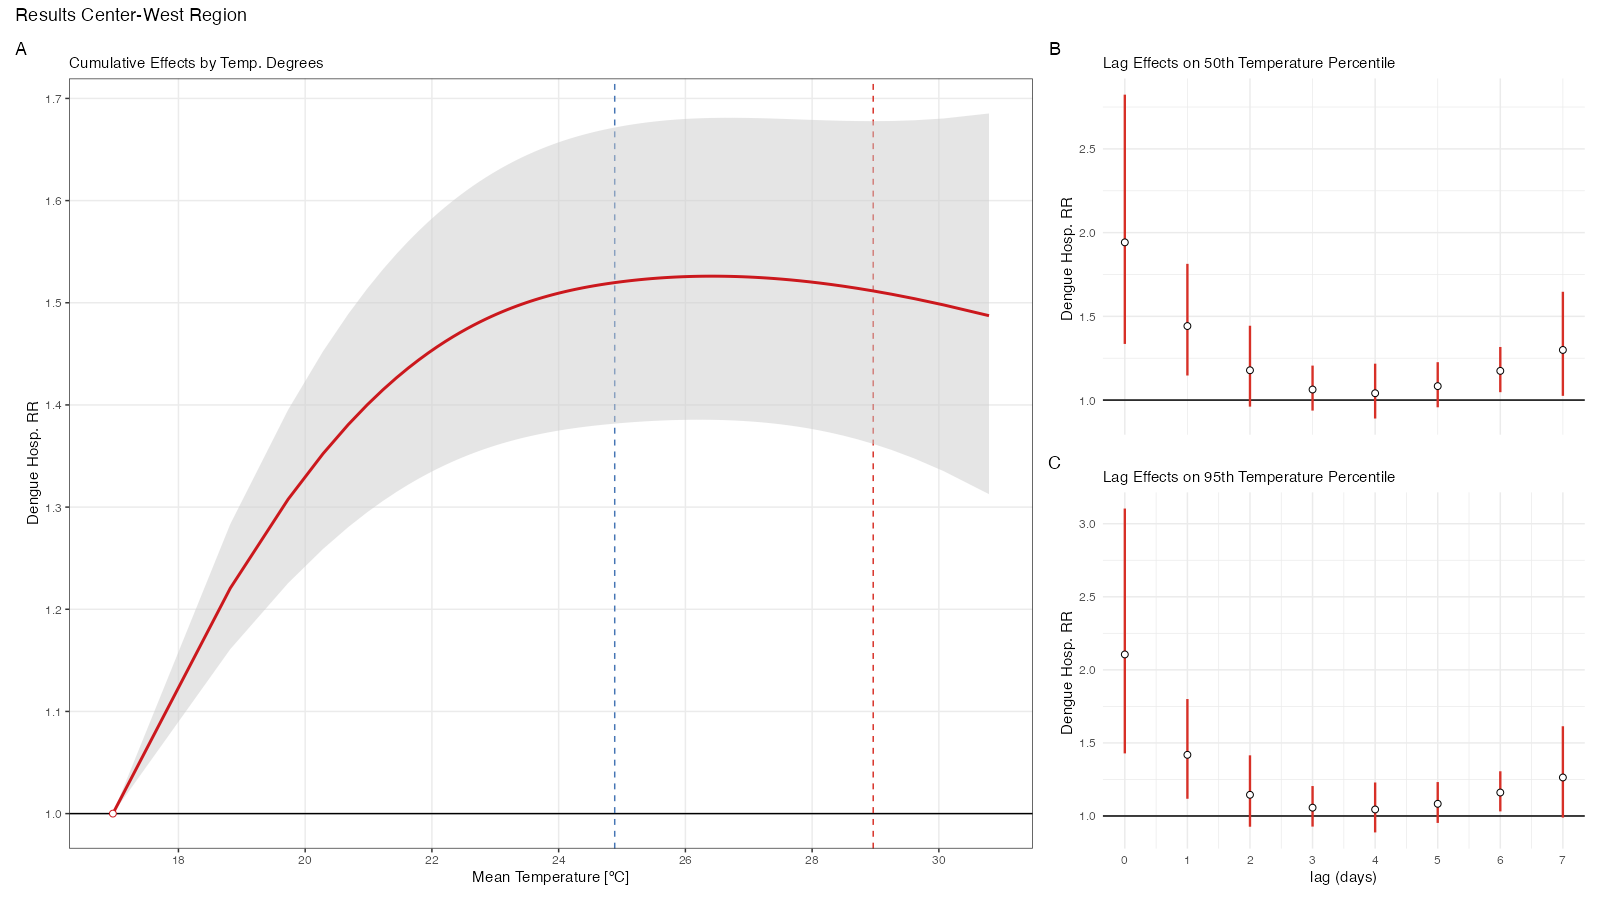 Results Center-West Region
A
Cumulative Effects by Temp. Degrees
Dengue Hosp. RR
1.7
1.6
1.5
1.4
1.3
1.2
1.1
1.0
18 20 22 24 26 28 30
Mean Temperature [°C]
B
Lag Effects on 50th Temperature Percentile
Dengue Hosp. RR
2.5
2.0
1.5
1.0
C
Lag Effects on 95th Temperature Percentile
Dengue Hosp. RR
3.0
2.5
2.0
1.5
1.0
0 1 2 3 4 5 6 7
lag (days)